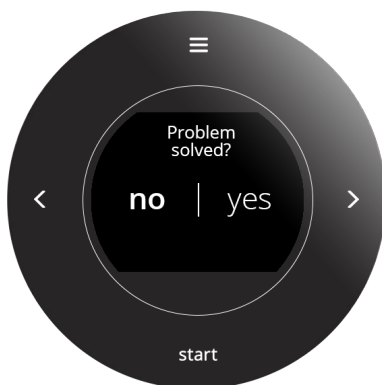 Problem
solved?
no | yes
start